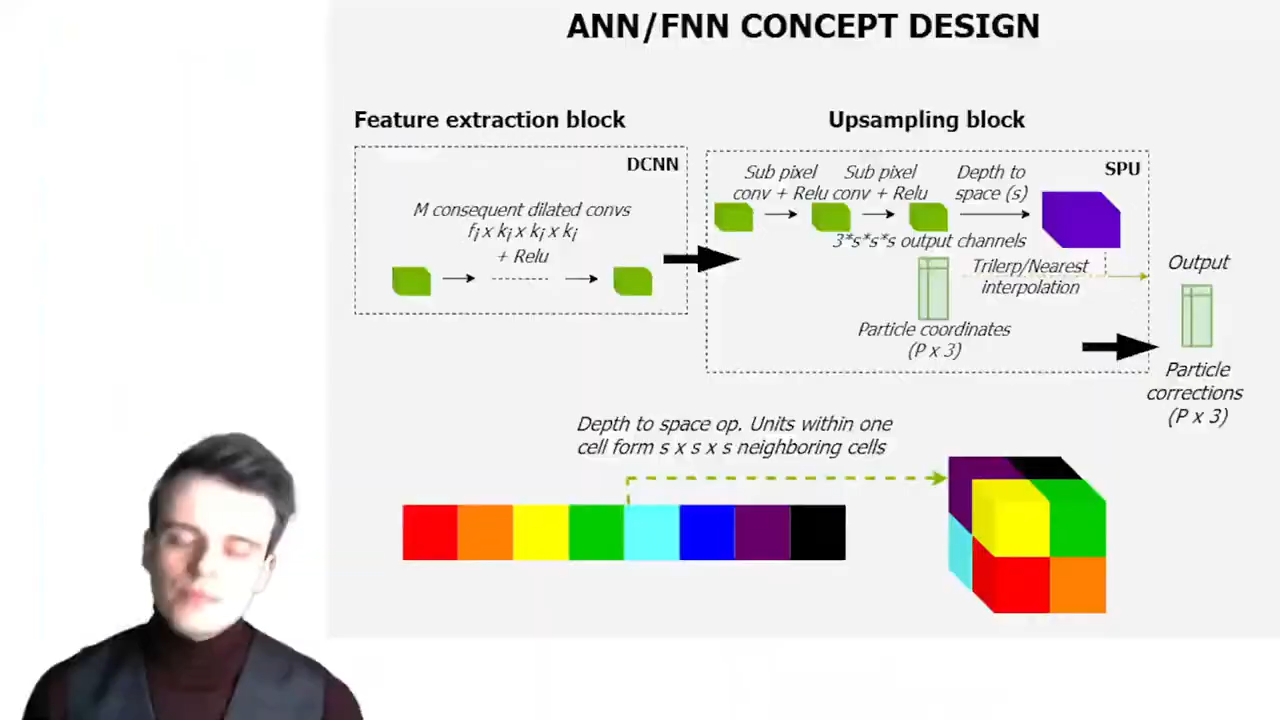 ANN/FNN CONCEPT DESIGN
Feature extraction block
DCNN
M consequent dilated convs
fᵢ x kᵢ x kᵢ x kᵢ
+ Relu
Upsampling block
SPU
Sub pixel
conv + Relu
Sub pixel
conv + Relu
Depth to
space (s)
3*s*s*s output channels
Trilerp/Nearest
interpolation
Particle coordinates
(P x 3)
Output
Particle
corrections
(P x 3)
Depth to space op. Units within one
cell form s x s x s neighboring cells